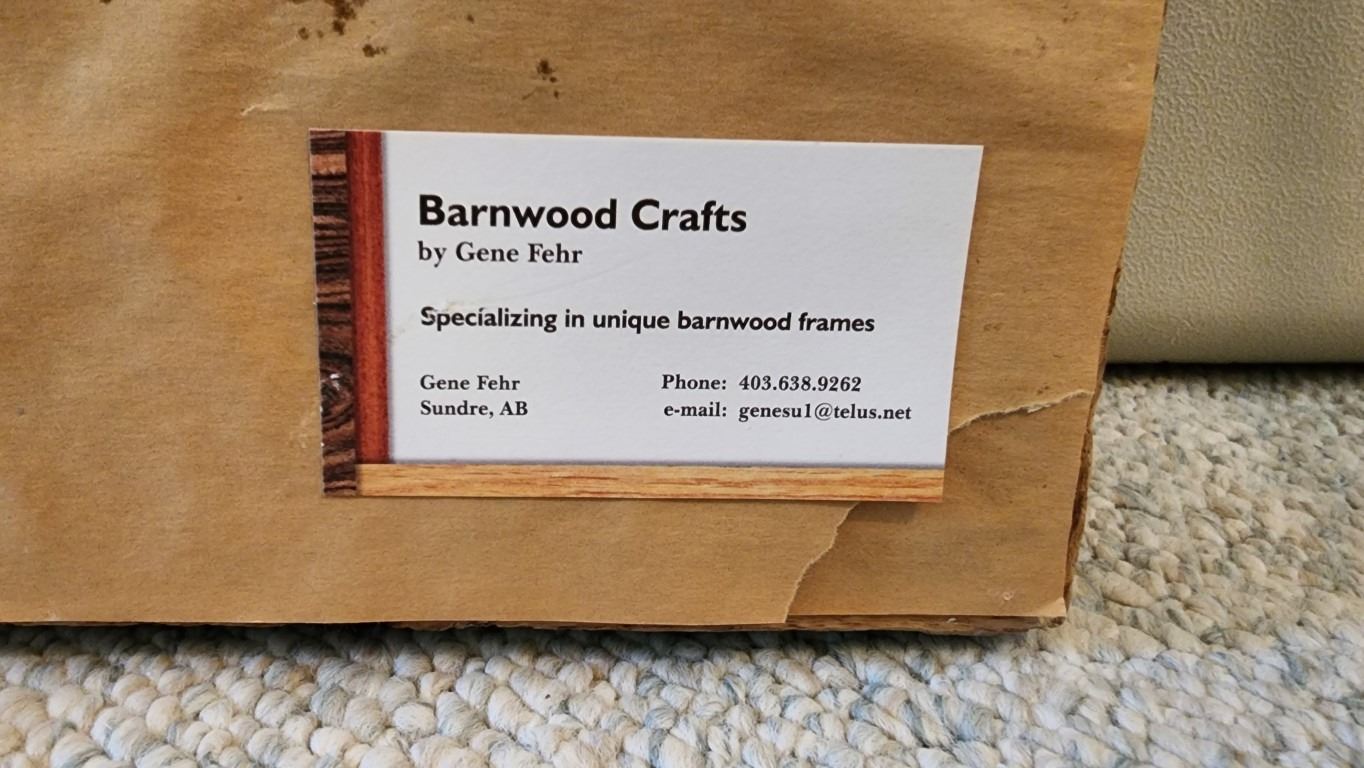 Barnwood Crafts
by Gene Fehr
Specializing in unique barnwood frames
Gene Fehr
Sundre, AB
Phone: 403.638.9262
e-mail: genesu1@telus.net